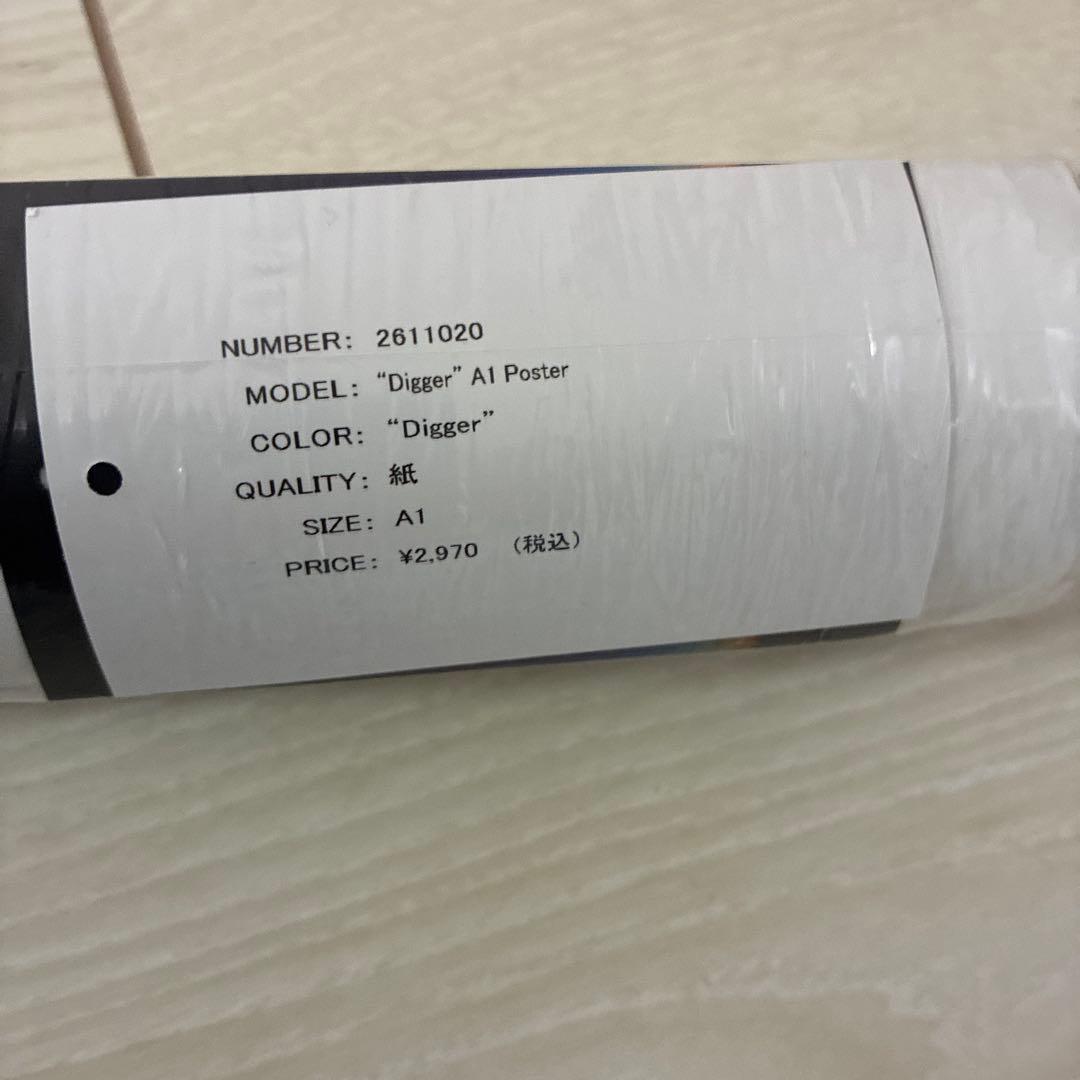 NUMBER: 2611020
MODEL: “Digger” A1 Poster
COLOR: “Digger”
QUALITY: 紙
SIZE: A1
PRICE: ¥2,970 （税込）